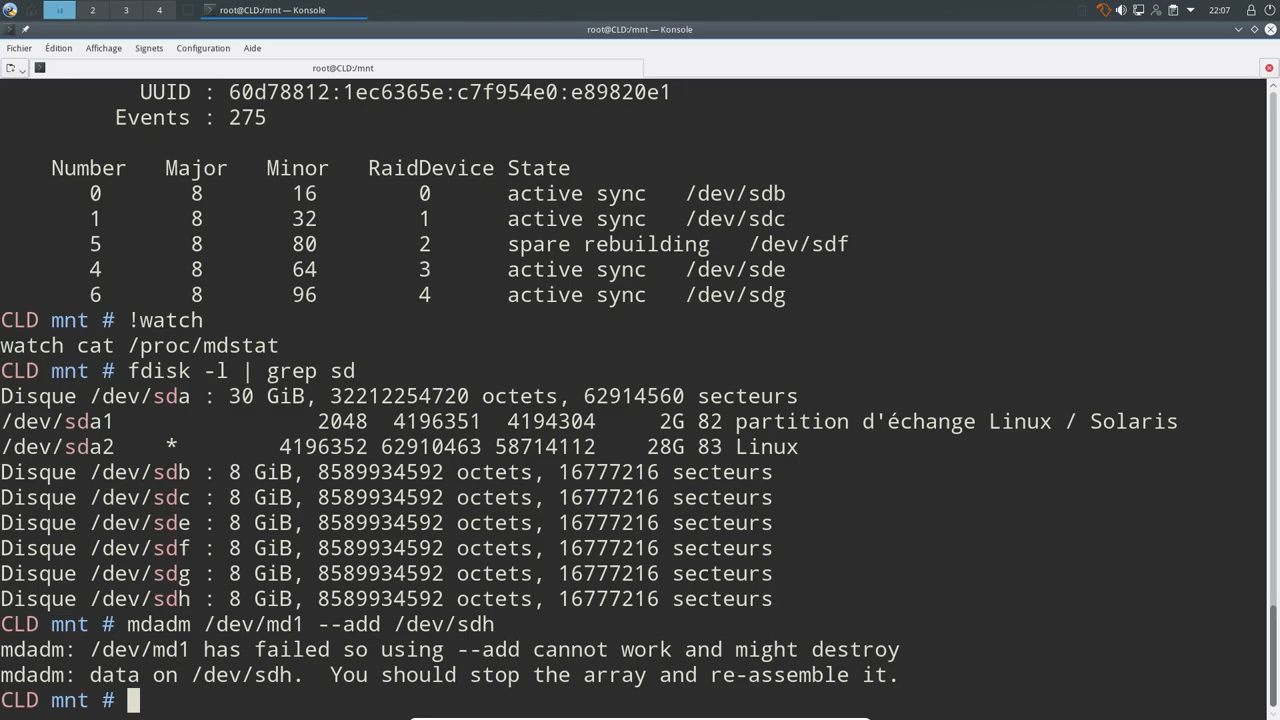 2 3 4 root@CLD:/mnt — Konsole 22:07
root@CLD:/mnt — Konsole
Fichier Édition Affichage Signets Configuration Aide
root@CLD:/mnt
UUID : 60d78812:1ec6365e:c7f954e0:e89820e1
Events : 275
Number Major Minor RaidDevice State
0 8 16 0 active sync /dev/sdb
1 8 32 1 active sync /dev/sdc
5 8 80 2 spare rebuilding /dev/sdf
4 8 64 3 active sync /dev/sde
6 8 96 4 active sync /dev/sdg
CLD mnt # !watch
watch cat /proc/mdstat
CLD mnt # fdisk -l | grep sd
Disque /dev/sda : 30 GiB, 32212254720 octets, 62914560 secteurs
/dev/sda1 2048 4196351 4194304 2G 82 partition d'échange Linux / Solaris
/dev/sda2 * 4196352 62910463 58714112 28G 83 Linux
Disque /dev/sdb : 8 GiB, 8589934592 octets, 16777216 secteurs
Disque /dev/sdc : 8 GiB, 8589934592 octets, 16777216 secteurs
Disque /dev/sde : 8 GiB, 8589934592 octets, 16777216 secteurs
Disque /dev/sdf : 8 GiB, 8589934592 octets, 16777216 secteurs
Disque /dev/sdg : 8 GiB, 8589934592 octets, 16777216 secteurs
Disque /dev/sdh : 8 GiB, 8589934592 octets, 16777216 secteurs
CLD mnt # mdadm /dev/md1 --add /dev/sdh
mdadm: /dev/md1 has failed so using --add cannot work and might destroy
mdadm: data on /dev/sdh. You should stop the array and re-assemble it.
CLD mnt #